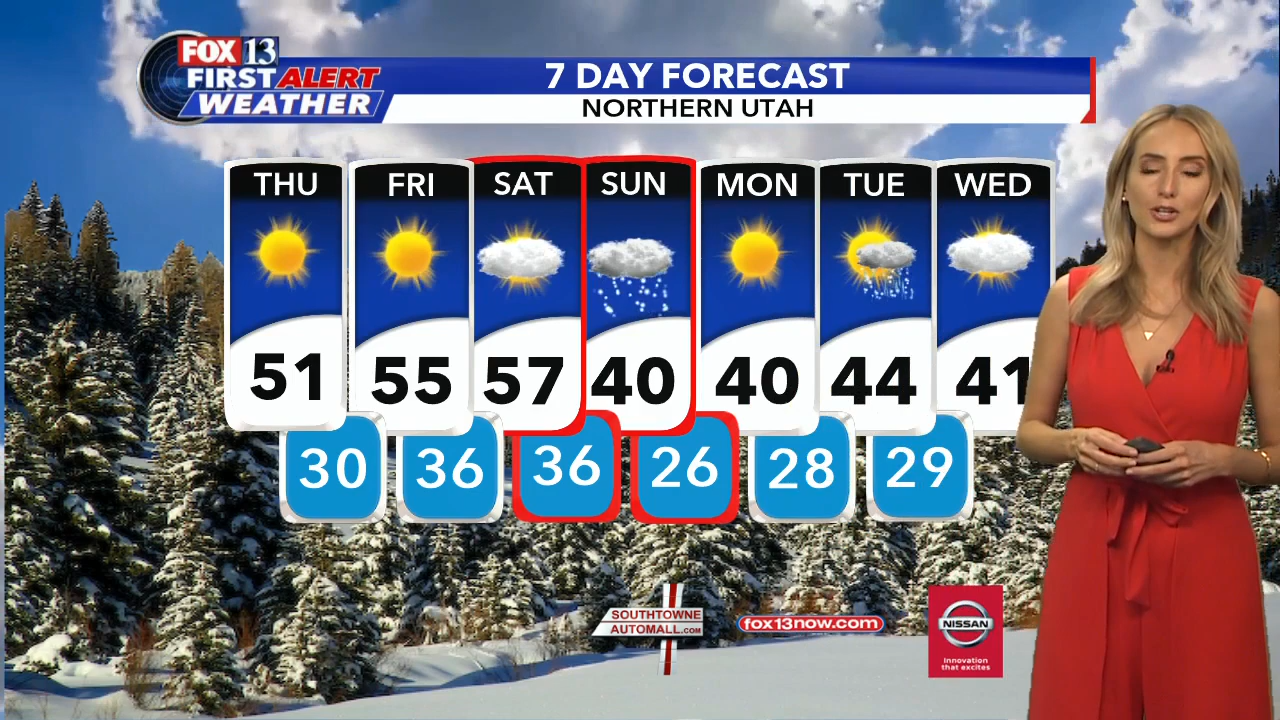 FOX 13
FIRST ALERT
WEATHER
7 DAY FORECAST
NORTHERN UTAH
THU FRI SAT SUN MON TUE WED
51 55 57 40 40 44 41
30 36 36 26 28 29
SOUTHTOWNE
AUTOMALL.COM
fox13now.com
NISSAN
Innovation
that excites